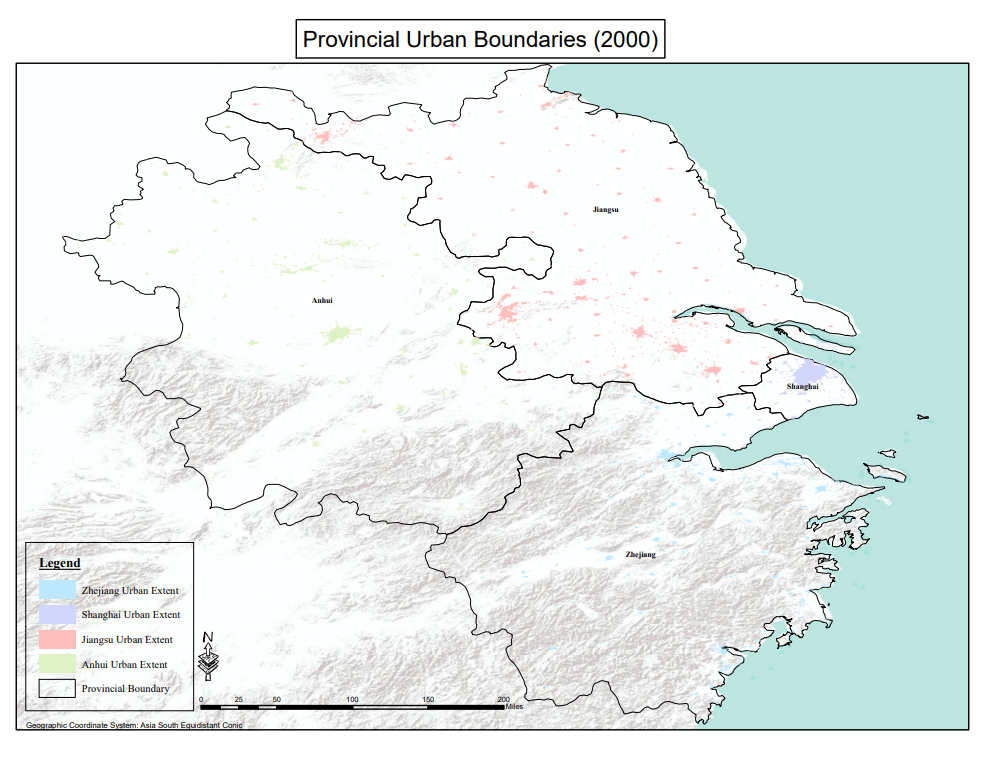 Provincial Urban Boundaries (2000)
Jiangsu
Anhui
Shanghai
Zhejiang
Legend
Zhejiang Urban Extent
Shanghai Urban Extent
Jiangsu Urban Extent
Anhui Urban Extent
Provincial Boundary
N
0 25 50 100 150 200
Miles
Geographic Coordinate System: Asia South Equidistant Conic